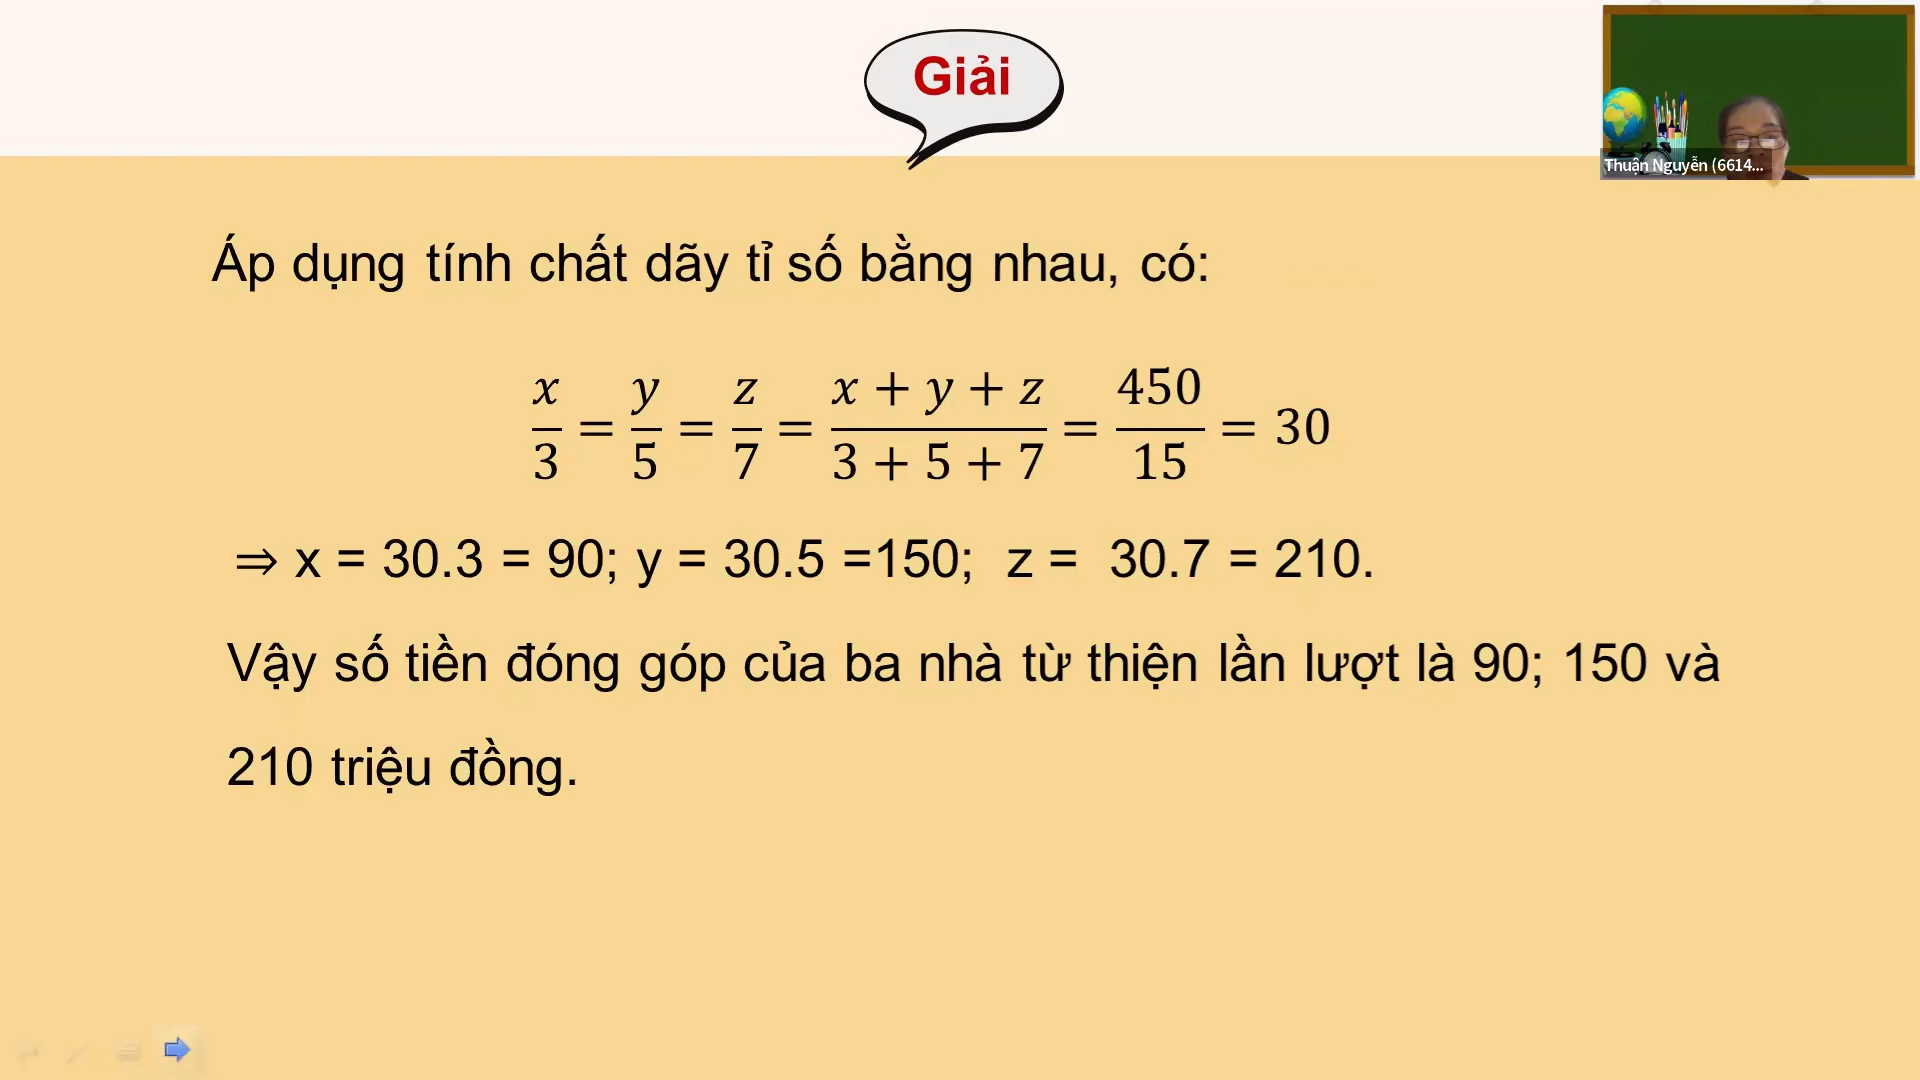 Giải
Thuận Nguyễn (6614...
Áp dụng tính chất dãy tỉ số bằng nhau, có:
x/3 = y/5 = z/7 = (x + y + z)/(3 + 5 + 7) = 450/15 = 30
⇒ x = 30.3 = 90; y = 30.5 =150; z = 30.7 = 210.
Vậy số tiền đóng góp của ba nhà từ thiện lần lượt là 90; 150 và
210 triệu đồng.